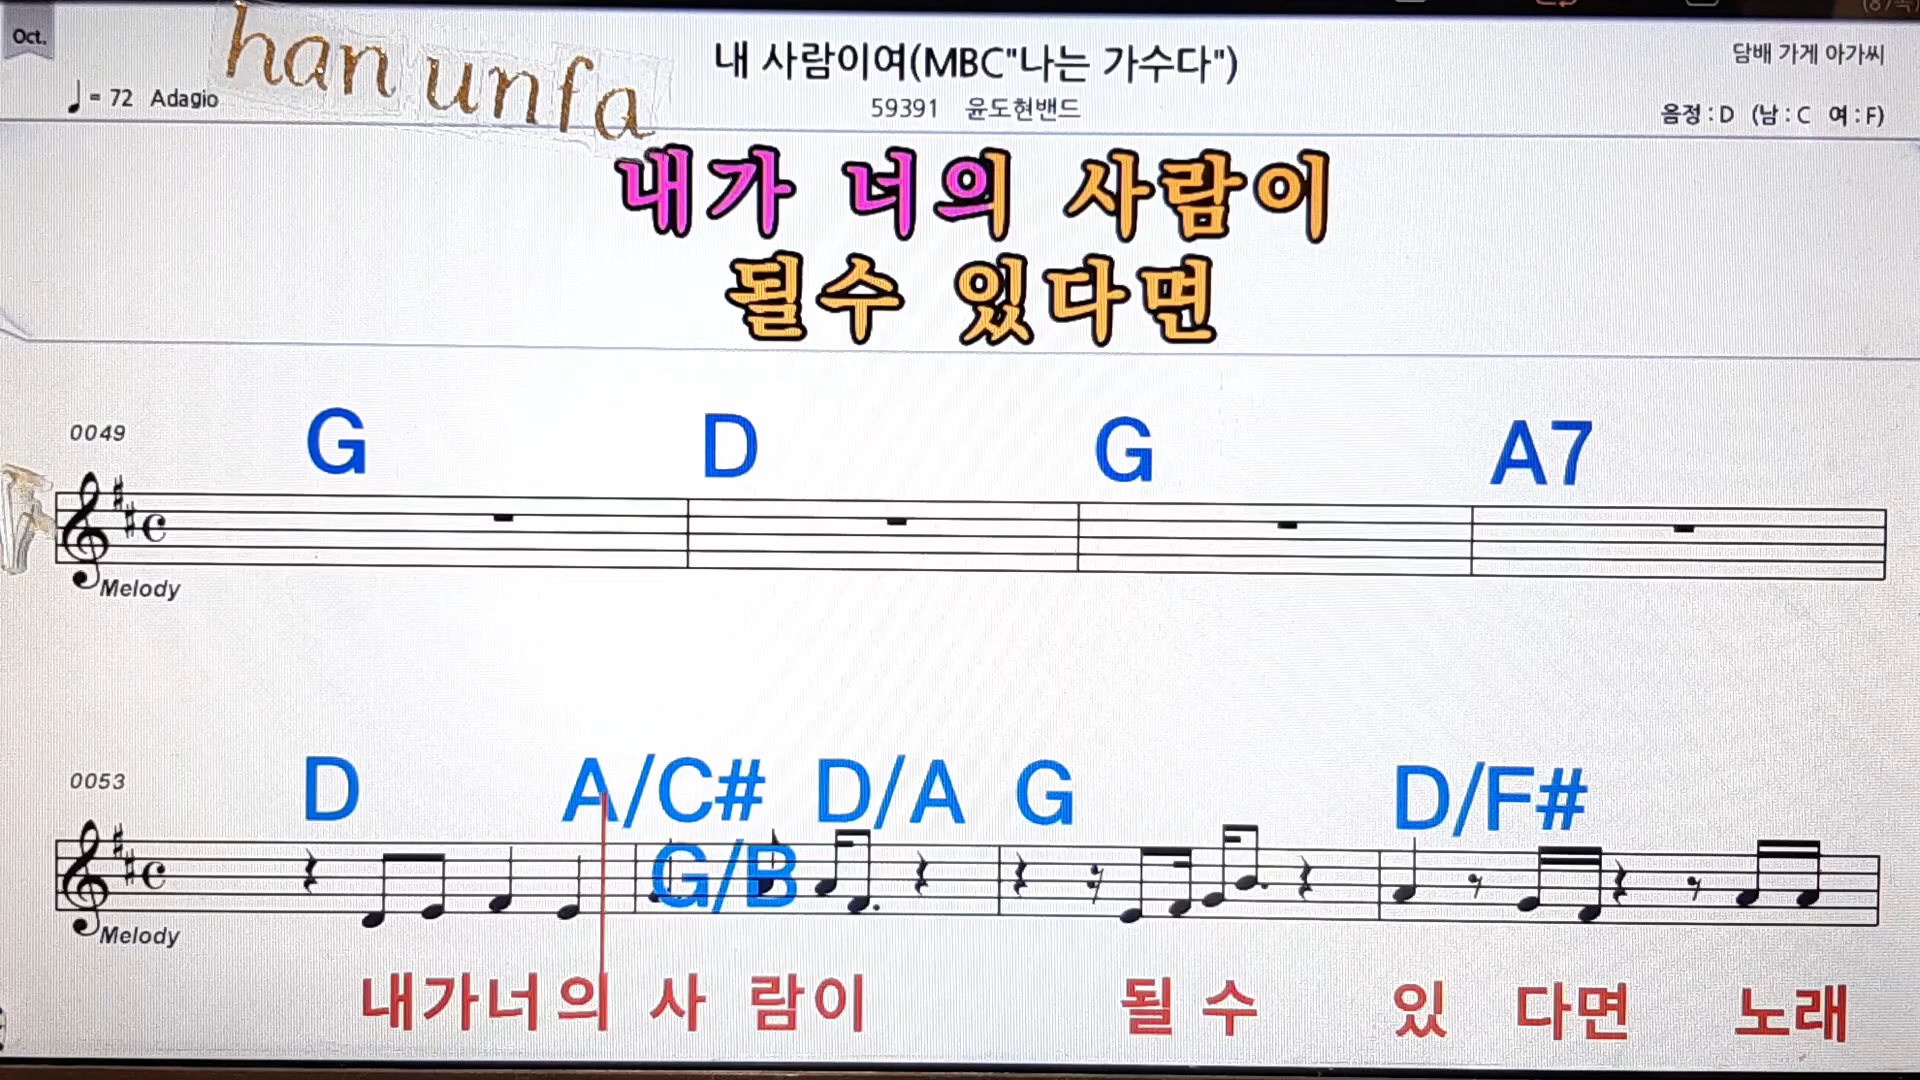 Oct.
han unfa
내 사람이여(MBC"나는 가수다")
담배 가게 아가씨
♩= 72 Adagio
59391 윤도현밴드
음정 : D (남 : C 여 : F)
내가 너의 사람이
될수 있다면
0049 G D G A7
Melody
0053 D A/C# D/A G D/F#
G/B
Melody
내가너의 사 람이 될 수 있 다면 노래